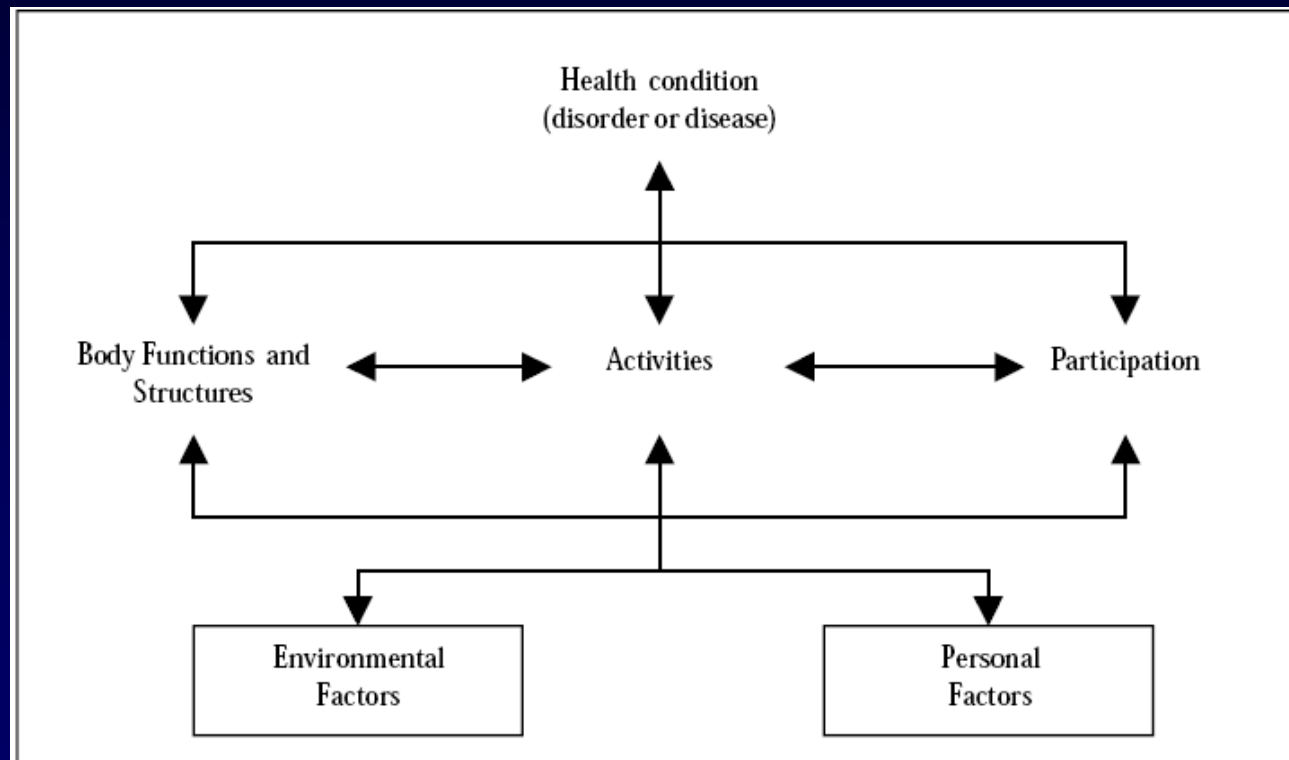 Health condition
(disorder or disease)
Body Functions and
Structures
Activities
Participation
Environmental
Factors
Personal
Factors